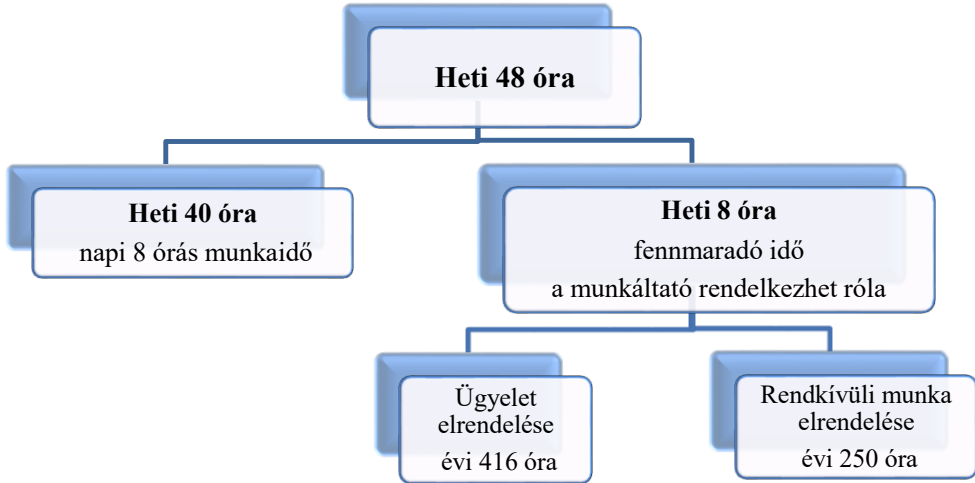 Heti 48 óra
Heti 40 óra
napi 8 órás munkaidő
Heti 8 óra
fennmaradó idő
a munkáltató rendelkezhet róla
Ügyelet
elrendelése
évi 416 óra
Rendkívüli munka
elrendelése
évi 250 óra